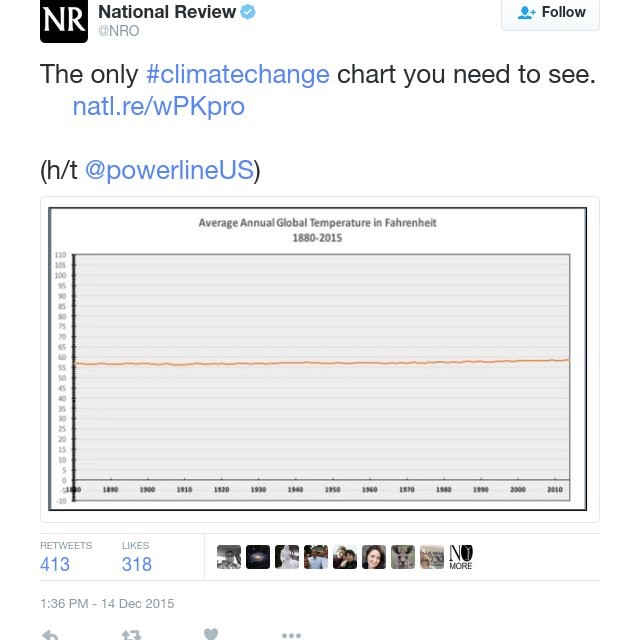 NR
National Review
@NRO
Follow
The only #climatechange chart you need to see.
natl.re/wPKpro
(h/t @powerlineUS)
Average Annual Global Temperature in Fahrenheit
1880-2015
110
105
100
95
90
85
80
75
70
65
60
55
50
45
40
35
30
25
20
15
10
5
0
-5
-10
1880 1890 1900 1910 1920 1930 1940 1950 1960 1970 1980 1990 2000 2010
RETWEETS LIKES
413 318
NO
MORE
1:36 PM - 14 Dec 2015